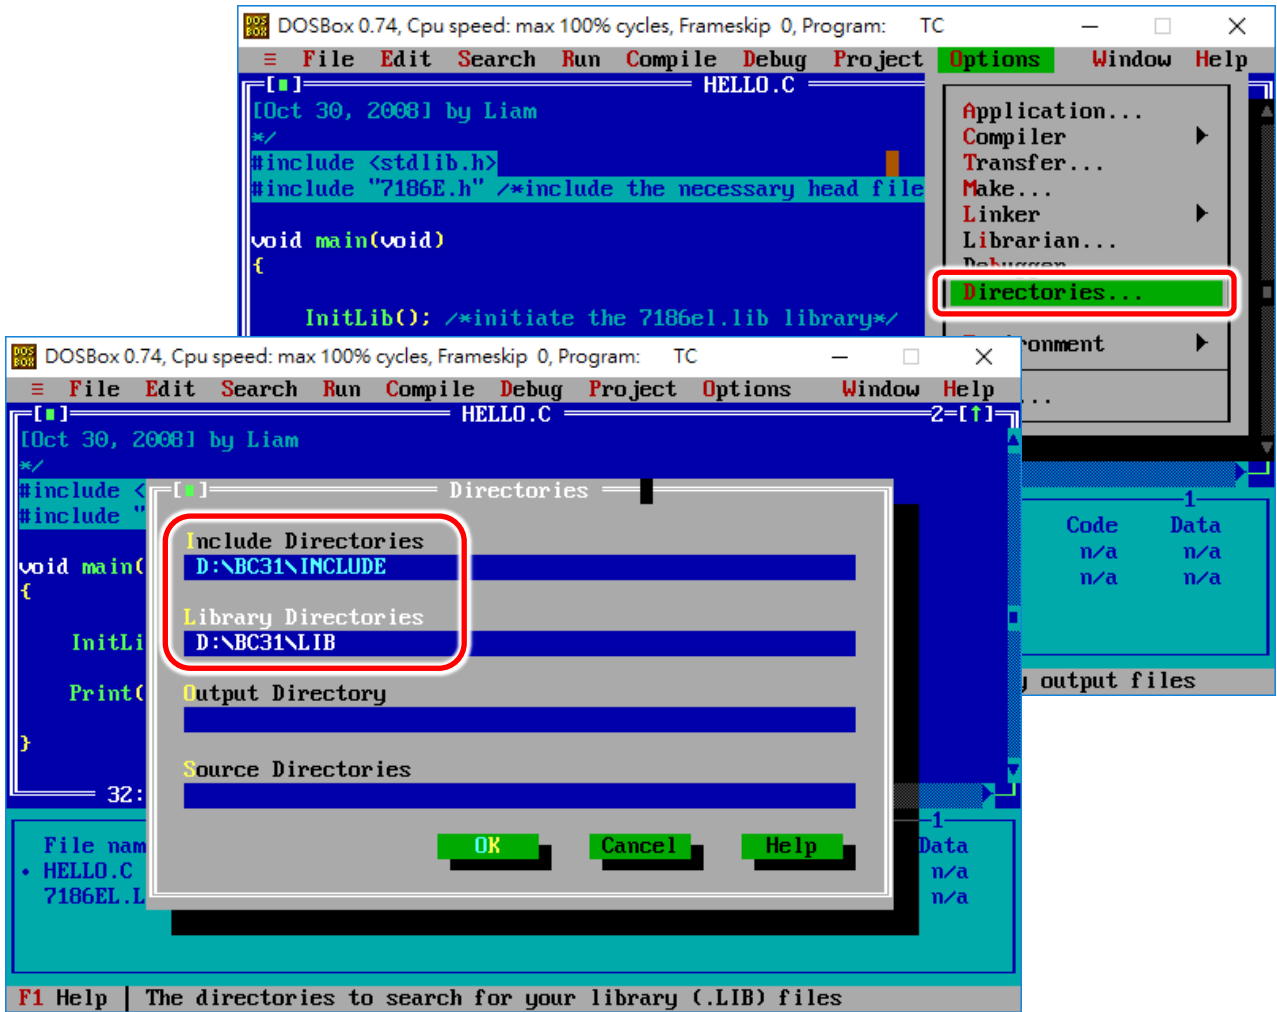 DOSBox 0.74, Cpu speed: max 100% cycles, Frameskip 0, Program: TC
≡ File Edit Search Run Compile Debug Project Options Window Help
HELLO.C
[Oct 30, 2008] by Liam
*/
#include <stdlib.h>
#include "7186E.h" /*include the necessary head file
void main(void)
{
InitLib(); /*initiate the 7186el.lib library*/
Application...
Compiler
Transfer...
Make...
Linker
Librarian...
Debugger
Directories...
onment
...
1
Code Data
n/a n/a
n/a n/a
output files
DOSBox 0.74, Cpu speed: max 100% cycles, Frameskip 0, Program: TC
≡ File Edit Search Run Compile Debug Project Options Window Help
HELLO.C 2=[↑]
[Oct 30, 2008] by Liam
*/
#include <
#include "
void main(
{
InitLi
Print(
}
32:
Directories
Include Directories
D:\BC31\INCLUDE
Library Directories
D:\BC31\LIB
Output Directory
Source Directories
OK Cancel Help
1
File nam Data
• HELLO.C n/a
7186EL.L n/a
F1 Help | The directories to search for your library (.LIB) files